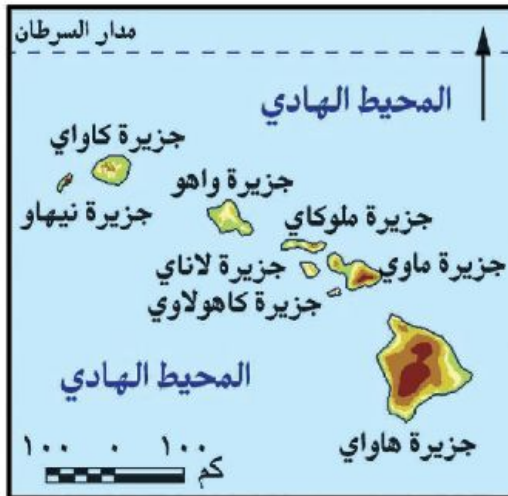 مدار السرطان
المحيط الهادي
جزيرة كاواي
جزيرة واهو
جزيرة نيهاو
جزيرة ملوكاي
جزيرة ماوي
جزيرة لاناي
جزيرة كاهولاوي
المحيط الهادي
جزيرة هاواي
١٠٠ ٠ ١٠٠
كم